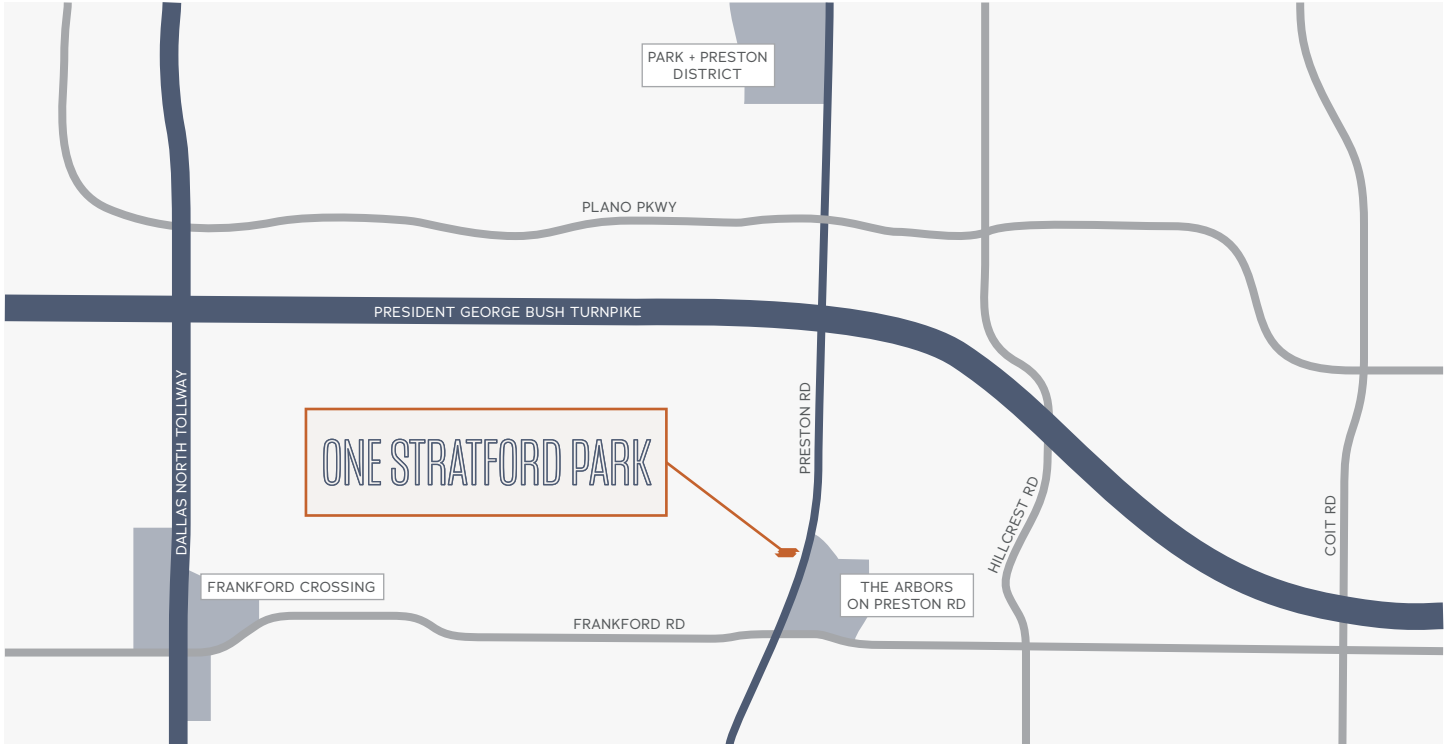 PARK + PRESTON
DISTRICT
PLANO PKWY
PRESIDENT GEORGE BUSH TURNPIKE
DALLAS NORTH TOLLWAY
PRESTON RD
ONE STRATFORD PARK
HILLCREST RD
COIT RD
FRANKFORD CROSSING
THE ARBORS
ON PRESTON RD
FRANKFORD RD